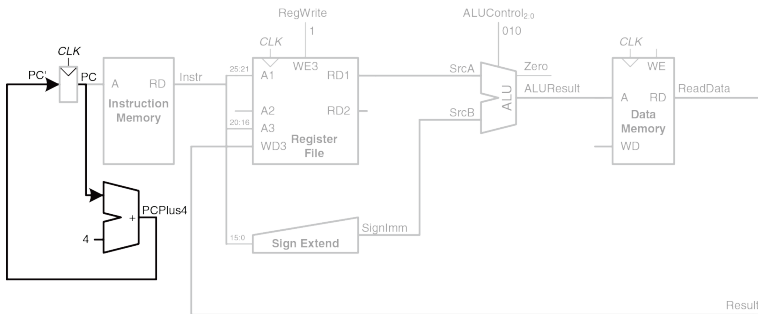 RegWrite
ALUControl2:0
1
010
CLK
CLK
CLK
PC'
PC
A
RD
Instr
Instruction
Memory
25:21
A1
WE3
RD1
SrcA
Zero
WE
A2
RD2
20:16
A3
Register
File
WD3
SrcB
ALU
ALUResult
A
RD
ReadData
Data
Memory
WD
PCPlus4
+
4
15:0
Sign Extend
SignImm
Result